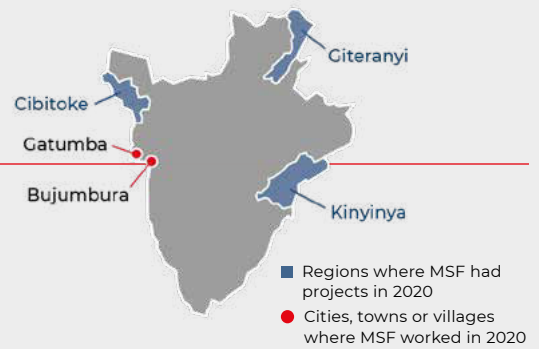 Giteranyi
Cibitoke
Gatumba
Bujumbura
Kinyinya
Regions where MSF had
projects in 2020
Cities, towns or villages
where MSF worked in 2020